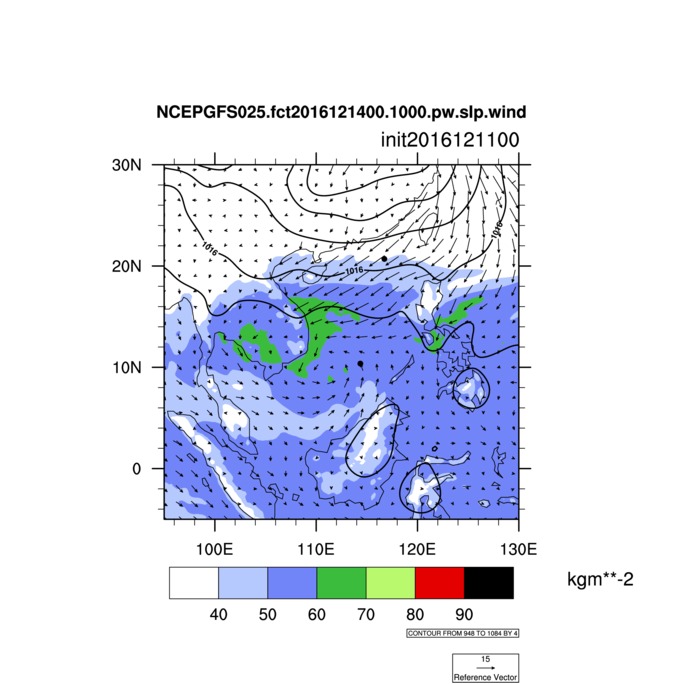 NCEPGFS025.fct2016121400.1000.pw.slp.wind
init2016121100
30N
20N
10N
0
1016
1016
1016
100E
110E
120E
130E
kgm**-2
40
50
60
70
80
90
CONTOUR FROM 948 TO 1084 BY 4
15
Reference Vector